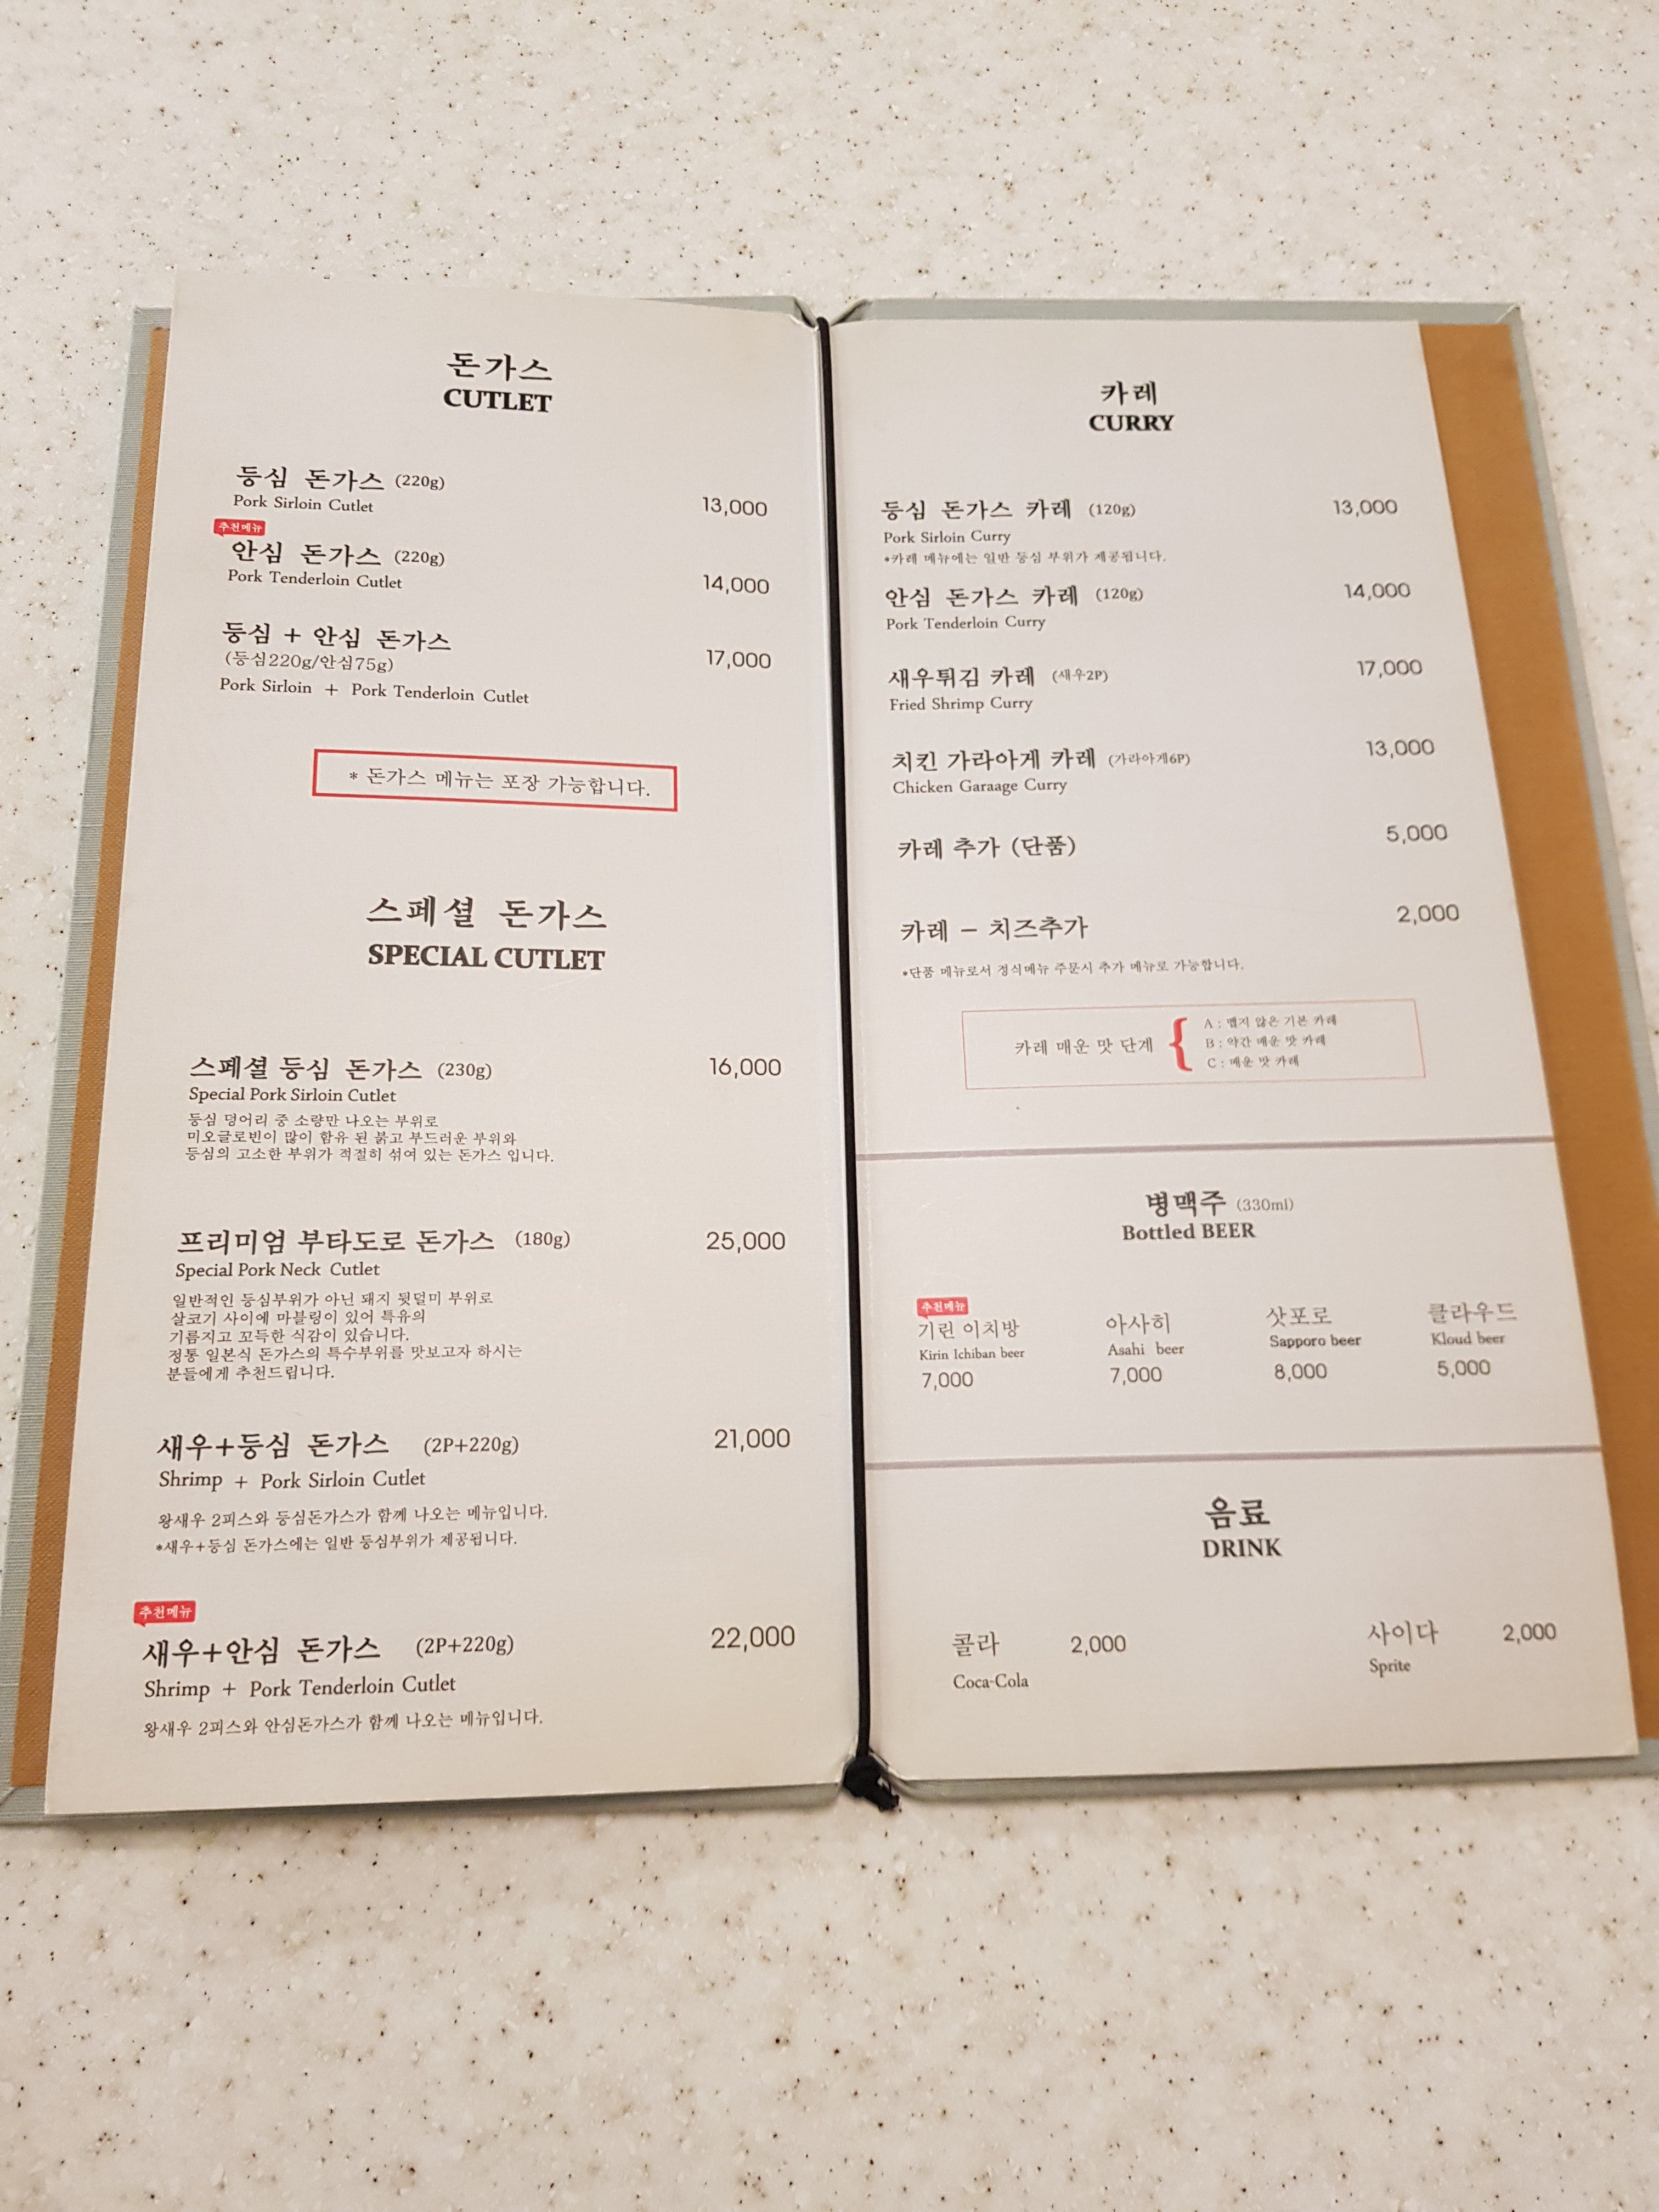 돈가스
CUTLET
등심 돈가스 (220g)
Pork Sirloin Cutlet
13,000
추천메뉴
안심 돈가스 (220g)
Pork Tenderloin Cutlet
14,000
등심 + 안심 돈가스
(등심220g/안심75g)
17,000
Pork Sirloin + Pork Tenderloin Cutlet
* 돈가스 메뉴는 포장 가능합니다.
스페셜 돈가스
SPECIAL CUTLET
스페셜 등심 돈가스 (230g) 16,000
Special Pork Sirloin Cutlet
등심 덩어리 중 소량만 나오는 부위로
미오글로빈이 많이 함유 된 붉고 부드러운 부위와
등심의 고소한 부위가 적절히 섞여 있는 돈가스 입니다.
프리미엄 부타도로 돈가스 (180g) 25,000
Special Pork Neck Cutlet
일반적인 등심부위가 아닌 돼지 뒷덜미 부위로
살코기 사이에 마블링이 있어 특유의
기름지고 꼬득한 식감이 있습니다.
정통 일본식 돈가스의 특수부위를 맛보고자 하시는
분들에게 추천드립니다.
새우+등심 돈가스 (2P+220g) 21,000
Shrimp + Pork Sirloin Cutlet
왕새우 2피스와 등심돈가스가 함께 나오는 메뉴입니다.
*새우+등심 돈가스에는 일반 등심부위가 제공됩니다.
추천메뉴
새우+안심 돈가스 (2P+220g) 22,000
Shrimp + Pork Tenderloin Cutlet
왕새우 2피스와 안심돈가스가 함께 나오는 메뉴입니다.
카레
CURRY
등심 돈가스 카레 (120g) 13,000
Pork Sirloin Curry
*카레 메뉴에는 일반 등심 부위가 제공됩니다.
안심 돈가스 카레 (120g) 14,000
Pork Tenderloin Curry
새우튀김 카레 (새우2P) 17,000
Fried Shrimp Curry
치킨 가라아게 카레 (가라아게6P) 13,000
Chicken Garaage Curry
카레 추가 (단품) 5,000
카레 - 치즈추가 2,000
*단품 메뉴로서 정식메뉴 주문시 추가 메뉴로 가능합니다.
카레 매운 맛 단계
A : 맵지 않은 기본 카레
B : 약간 매운 맛 카레
C : 매운 맛 카레
병맥주 (330ml)
Bottled BEER
추천메뉴
기린 이치방 아사히 삿포로 클라우드
Kirin Ichiban beer Asahi beer Sapporo beer Kloud beer
7,000 7,000 8,000 5,000
음료
DRINK
콜라 2,000 사이다 2,000
Coca-Cola Sprite